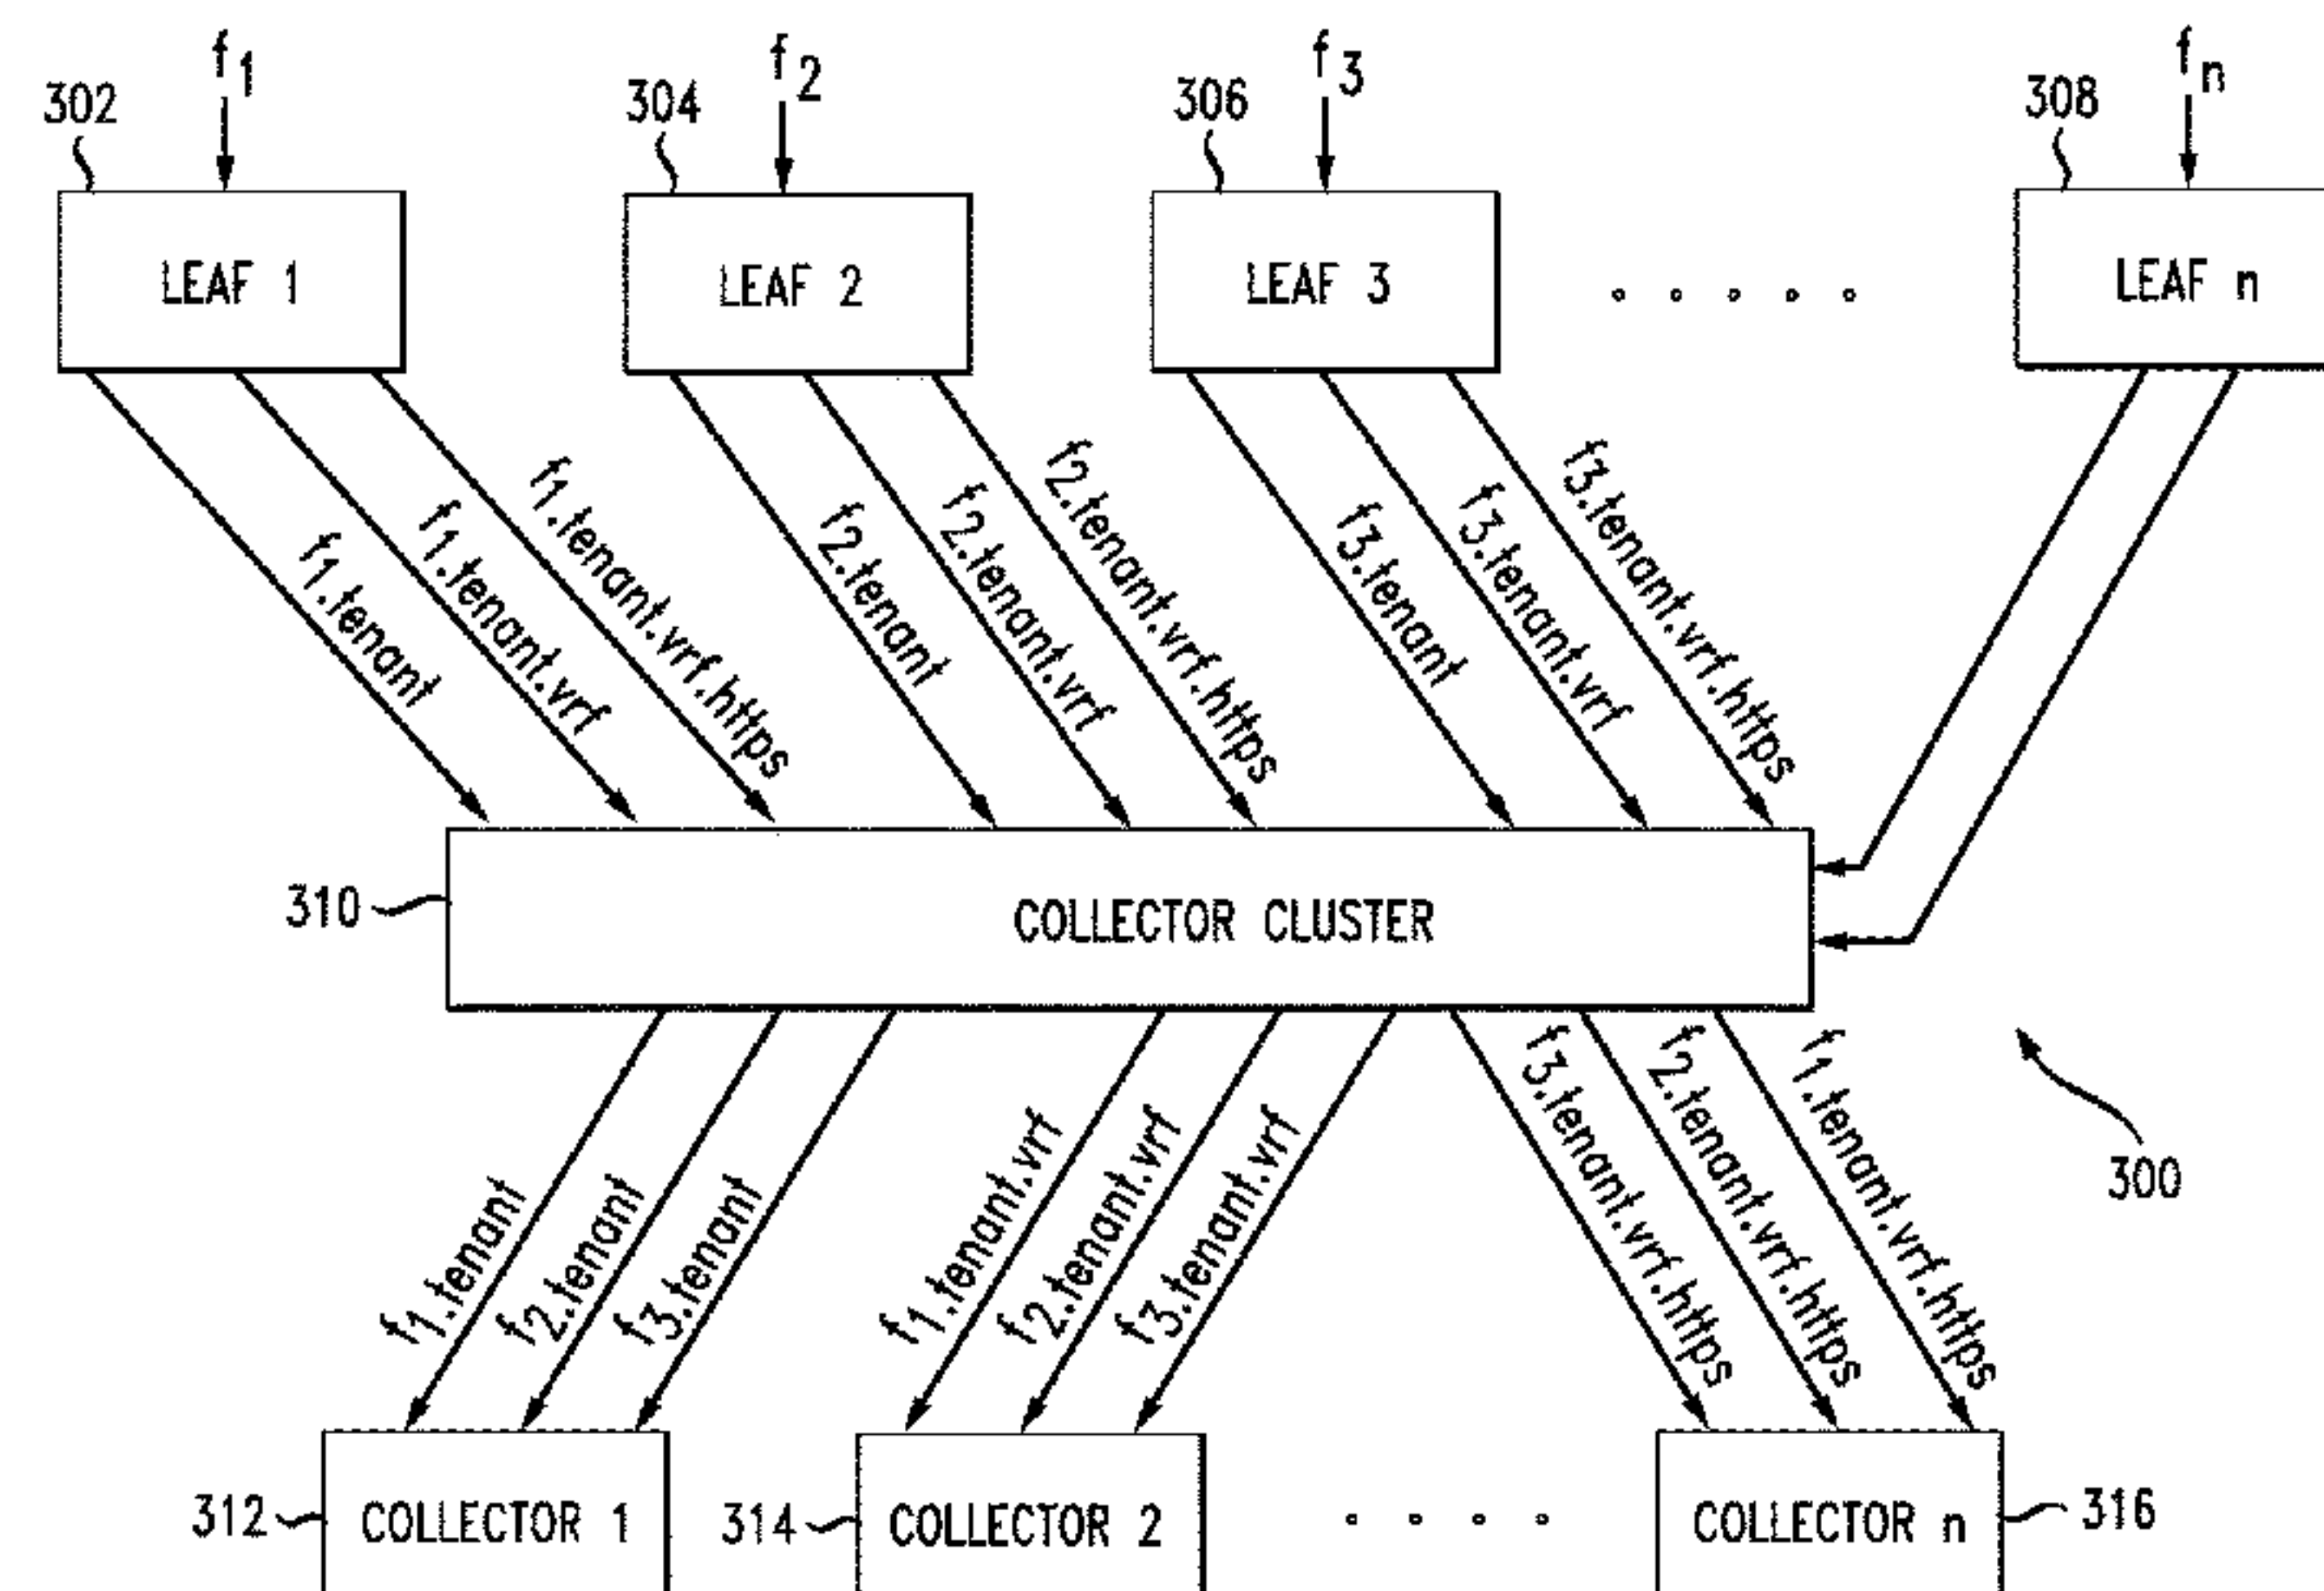 f1
f2
f3
fn
302
304
306
308
LEAF 1
LEAF 2
LEAF 3
LEAF n
f1.tenant
f1.tenant.vrf
f1.tenant.vrf.https
f2.tenant
f2.tenant.vrf
f2.tenant.vrf.https
f3.tenant
f3.tenant.vrf
f3.tenant.vrf.https
310
COLLECTOR CLUSTER
f1.tenant
f2.tenant
f3.tenant
f1.tenant.vrf
f2.tenant.vrf
f3.tenant.vrf
f3.tenant.vrf.https
f2.tenant.vrf.https
f1.tenant.vrf.https
300
312
COLLECTOR 1
314
COLLECTOR 2
COLLECTOR n
316